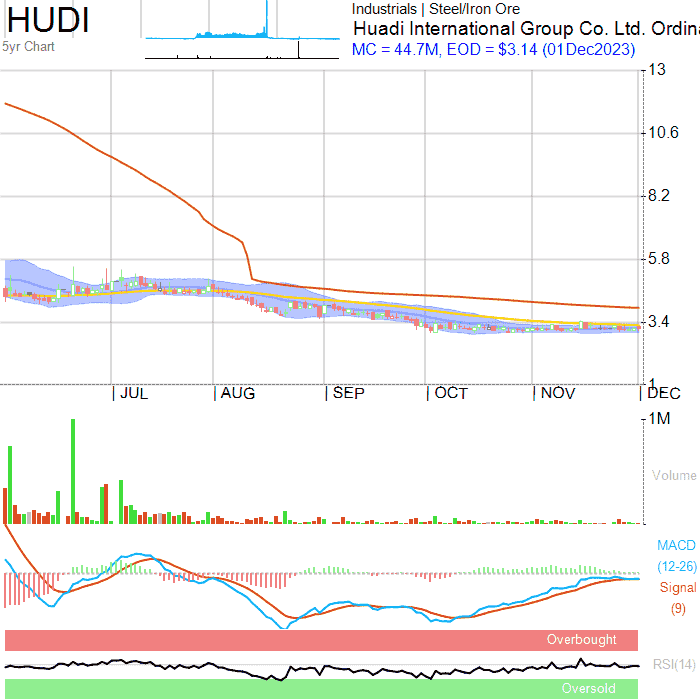 HUDI
5yr Chart
Industrials | Steel/Iron Ore
Huadi International Group Co. Ltd. Ordina
MC = 44.7M, EOD = $3.14 (01Dec2023)
13
10.6
8.2
5.8
3.4
1
JUL AUG SEP OCT NOV DEC
1M
Volume
MACD
(12-26)
Signal
(9)
Overbought
RSI(14)
Oversold